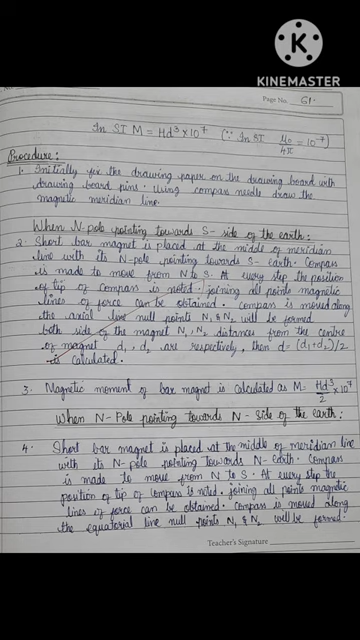 KINEMASTER
Page No. 61
In SI M = Hd³ × 10⁷ (∵ In SI μ₀/4π = 10⁻⁷)
Procedure:
1. Initially fix the drawing paper on the drawing board with
drawing board pins. Using compass needle draw the
magnetic meridian line.
When N-pole pointing towards S-side of the earth:
2. Short bar magnet is placed at the middle of meridian
line with its N-pole pointing towards S-earth. Compass
is made to move from N to S. At every step the position
of tip of compass is noted. joining all points magnetic
lines of force can be obtained. Compass is moved along
the axial line null points N₁ & N₂ will be formed
both side of the magnet N₁, N₂ distances from the centre
of magnet d₁, d₂ are respectively, then d = (d₁+d₂)/2
is calculated.
3. Magnetic moment of bar magnet is calculated as M = Hd³/2 × 10⁷
When N-Pole pointing towards N-Side of the earth:
4. Short bar magnet is placed at the middle of meridian line
with its N-pole pointing towards N-earth. Compass
is made to move from N to S. At every step the
position of tip of compass is noted. joining all points magnetic
lines of force can be obtained. Compass is moved along
the equatorial line null points N₁ & N₂ will be formed.
Teacher's Signature